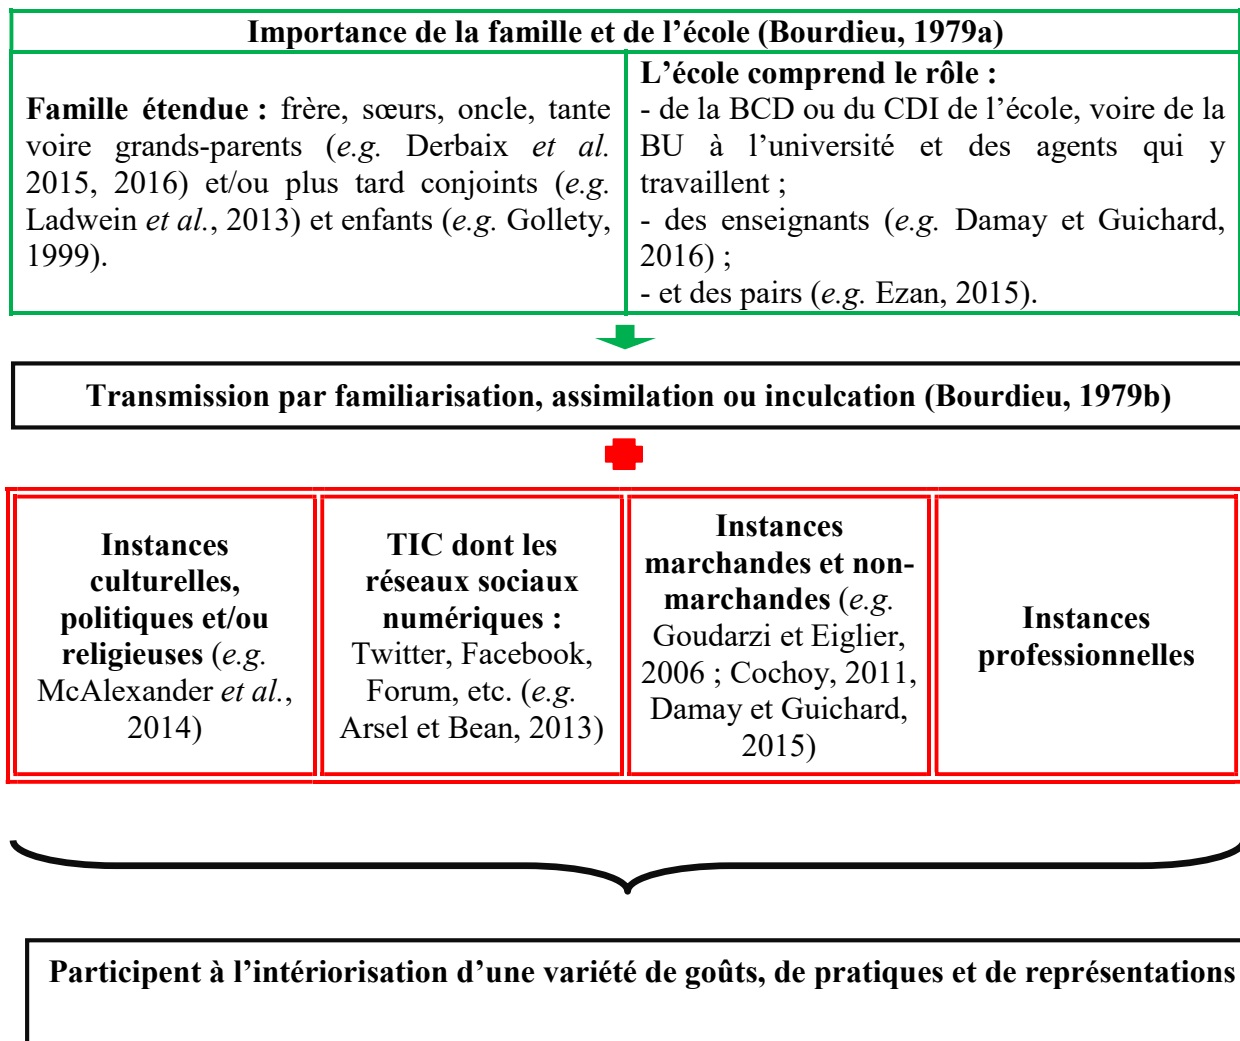 Importance de la famille et de l’école (Bourdieu, 1979a)
Famille étendue : frère, sœurs, oncle, tante
voire grands-parents (e.g. Derbaix et al.
2015, 2016) et/ou plus tard conjoints (e.g.
Ladwein et al., 2013) et enfants (e.g. Gollety,
1999).
L’école comprend le rôle :
- de la BCD ou du CDI de l’école, voire de la
BU à l’université et des agents qui y
travaillent ;
- des enseignants (e.g. Damay et Guichard,
2016) ;
- et des pairs (e.g. Ezan, 2015).
Transmission par familiarisation, assimilation ou inculcation (Bourdieu, 1979b)
Instances
culturelles,
politiques et/ou
religieuses (e.g.
McAlexander et al.,
2014)
TIC dont les
réseaux sociaux
numériques :
Twitter, Facebook,
Forum, etc. (e.g.
Arsel et Bean, 2013)
Instances
marchandes et non-
marchandes (e.g.
Goudarzi et Eiglier,
2006 ; Cochoy, 2011,
Damay et Guichard,
2015)
Instances
professionnelles
Participent à l’intériorisation d’une variété de goûts, de pratiques et de représentations